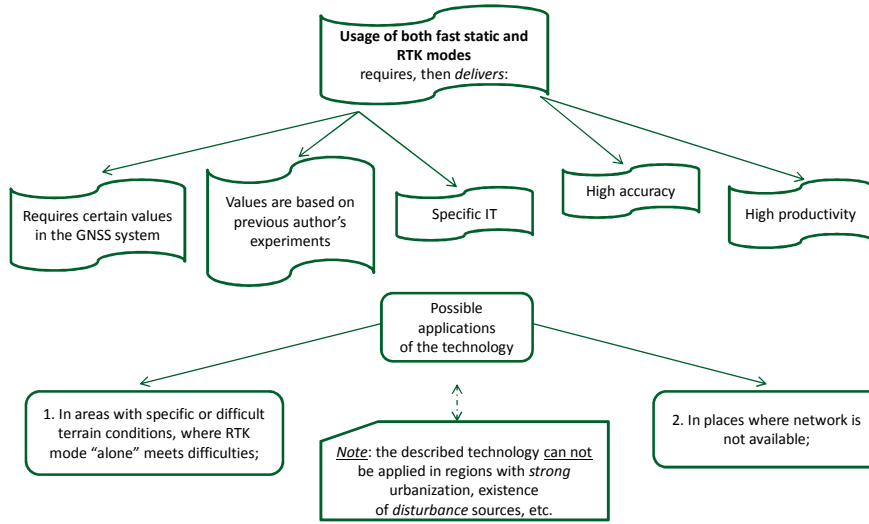 Usage of both fast static and
RTK modes
requires, then delivers:
Requires certain values
in the GNSS system
Values are based on
previous author's
experiments
Specific IT
High accuracy
High productivity
Possible
applications
of the technology
1. In areas with specific or difficult
terrain conditions, where RTK
mode “alone” meets difficulties;
Note: the described technology can not
be applied in regions with strong
urbanization, existence
of disturbance sources, etc.
2. In places where network is
not available;